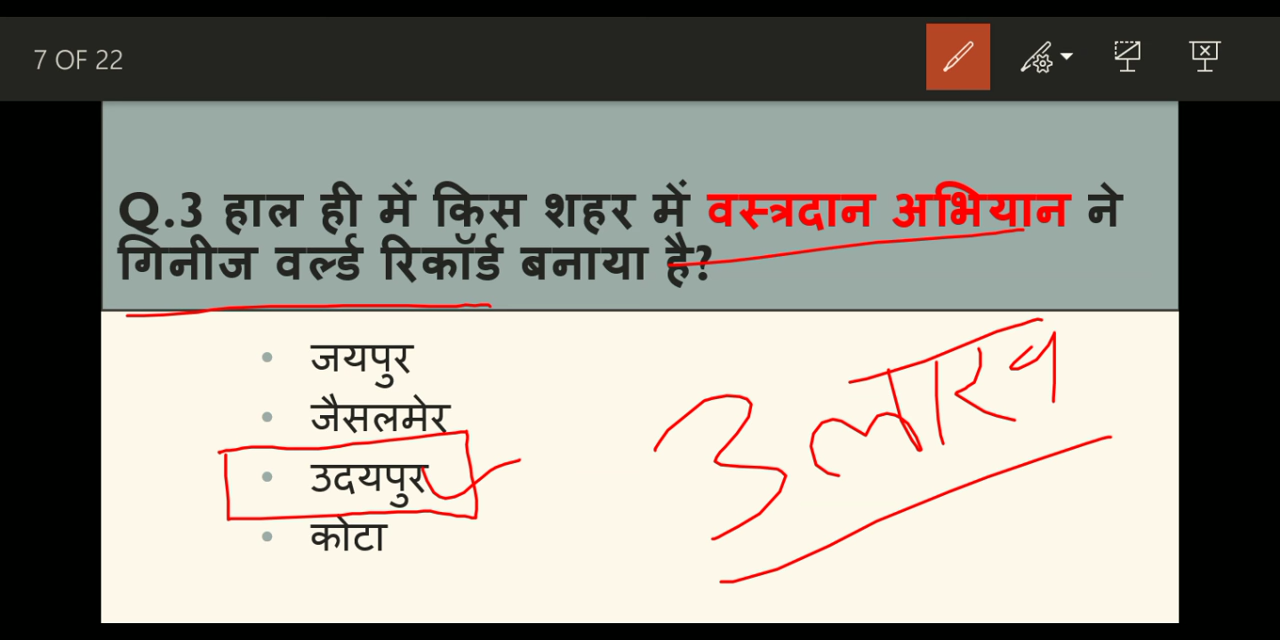 7 OF 22
Q.3 हाल ही में किस शहर में वस्त्रदान अभियान ने
गिनीज वर्ल्ड रिकॉर्ड बनाया है?
• जयपुर
• जैसलमेर
• उदयपुर
• कोटा
3 लाख